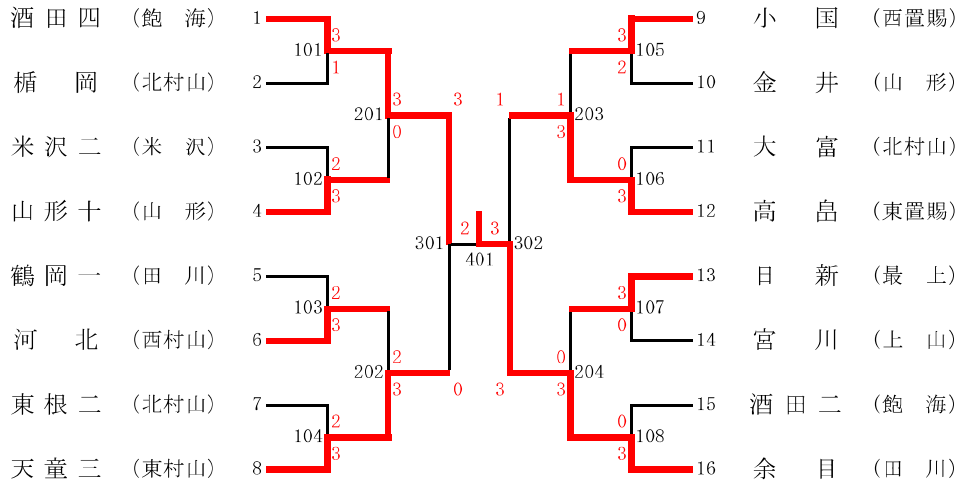 酒田四 （飽　海） 1
楯　岡 （北村山） 2
米沢二 （米　沢） 3
山形十 （山　形） 4
鶴岡一 （田　川） 5
河　北 （西村山） 6
東根二 （北村山） 7
天童三 （東村山） 8
101 3 1
102 2 3
103 2 3
104 2 3
201 3 0
202 2 3
301 3 0
401 2 3
302 1 3
203 1 3
204 0 3
105 3 2
106 0 3
107 3 0
108 0 3
9 小　国 （西置賜）
10 金　井 （山　形）
11 大　富 （北村山）
12 高　畠 （東置賜）
13 日　新 （最　上）
14 宮　川 （上　山）
15 酒田二 （飽　海）
16 余　目 （田　川）